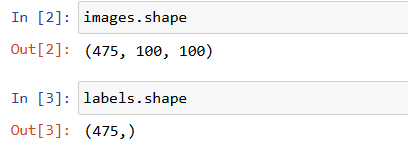 In [2]: images.shape
Out[2]: (475, 100, 100)
In [3]: labels.shape
Out[3]: (475,)